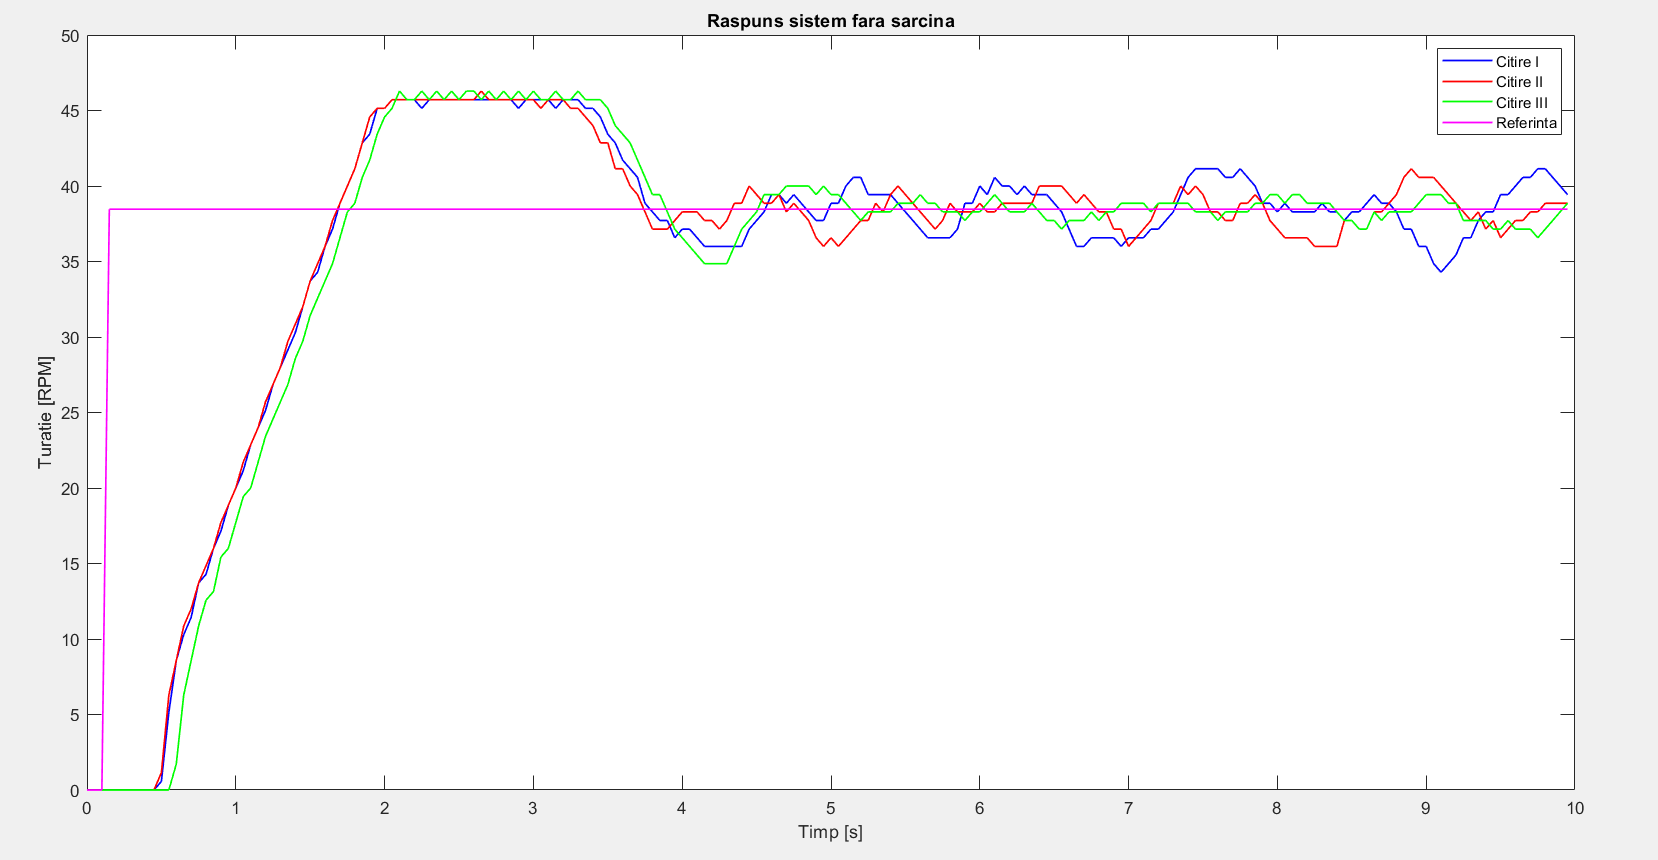 Raspuns sistem fara sarcina
Citire I
Citire II
Citire III
Referinta
Turatie [RPM]
50
45
40
35
30
25
20
15
10
5
0
0 1 2 3 4 5 6 7 8 9 10
Timp [s]